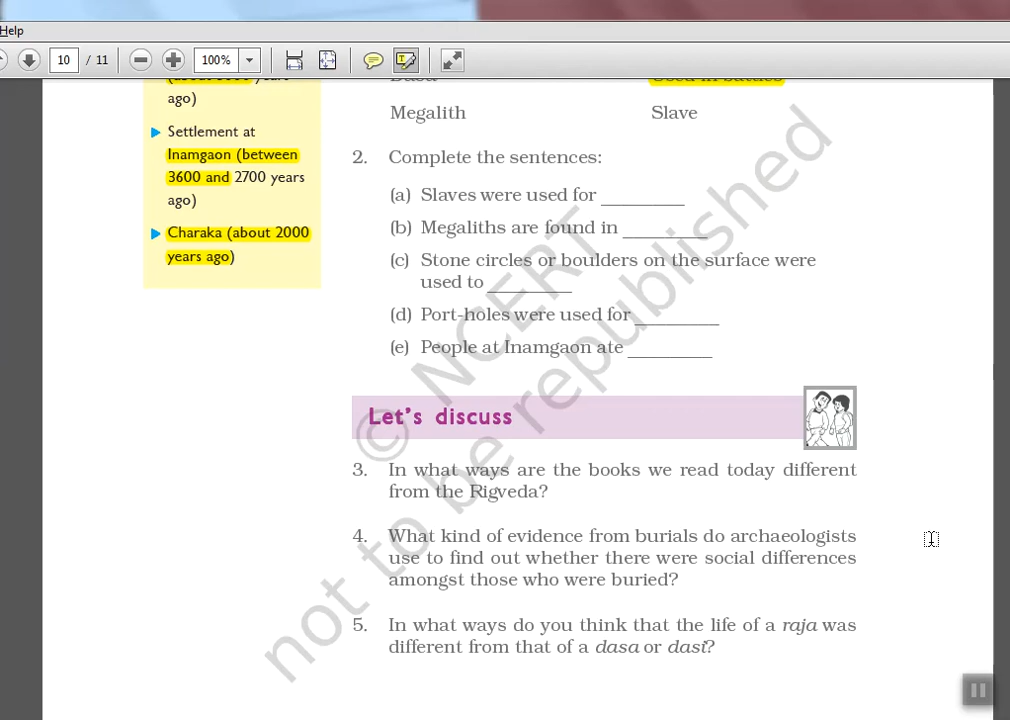 Help
10 / 11 100%
years
ago)
Settlement at
Inamgaon (between
3600 and 2700 years
ago)
Charaka (about 2000
years ago)
Megalith Slave
2. Complete the sentences:
(a) Slaves were used for ________
(b) Megaliths are found in ________
(c) Stone circles or boulders on the surface were
used to ________
(d) Port-holes were used for ________
(e) People at Inamgaon ate ________
Let's discuss
3. In what ways are the books we read today different
from the Rigveda?
4. What kind of evidence from burials do archaeologists
use to find out whether there were social differences
amongst those who were buried?
5. In what ways do you think that the life of a raja was
different from that of a dasa or dasi?
© NCERT
not to be republished